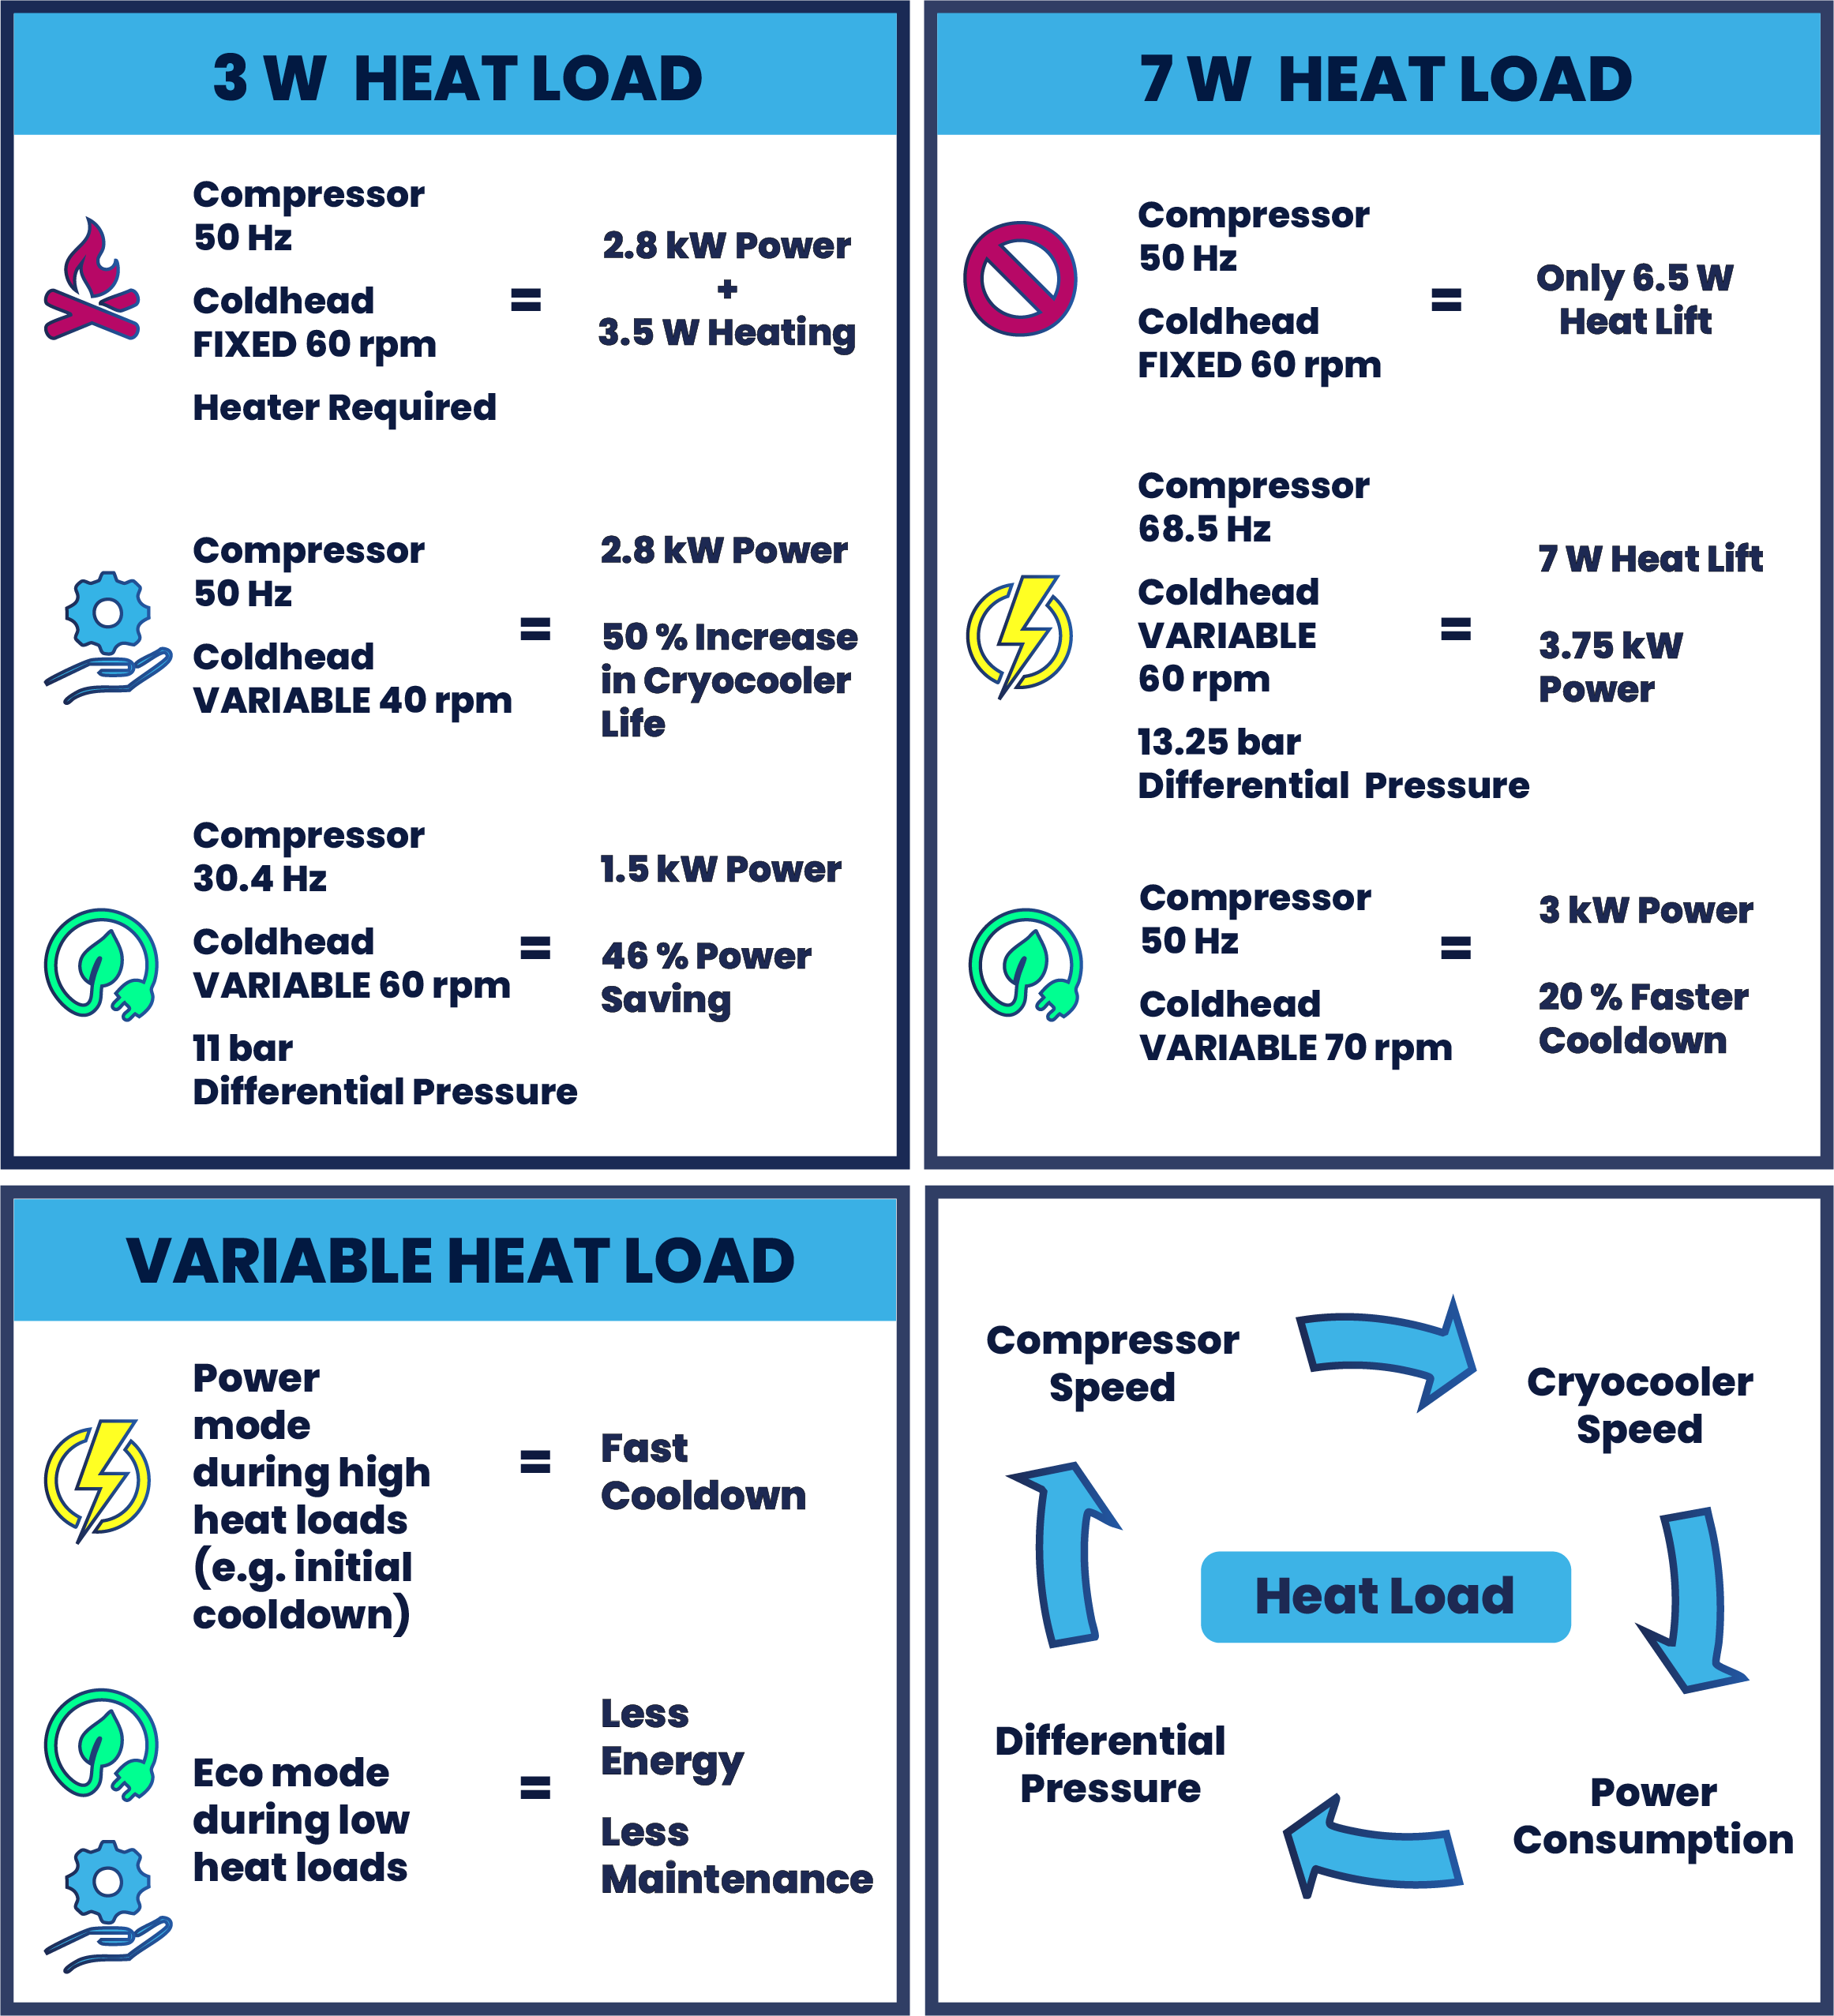 3 W HEAT LOAD
Compressor
50 Hz
Coldhead
FIXED 60 rpm
Heater Required
=
2.8 kW Power
+
3.5 W Heating
Compressor
50 Hz
Coldhead
VARIABLE 40 rpm
=
2.8 kW Power
50 % Increase
in Cryocooler
Life
Compressor
30.4 Hz
Coldhead
VARIABLE 60 rpm
11 bar
Differential Pressure
=
1.5 kW Power
46 % Power
Saving
7 W HEAT LOAD
Compressor
50 Hz
Coldhead
FIXED 60 rpm
=
Only 6.5 W
Heat Lift
Compressor
68.5 Hz
Coldhead
VARIABLE
60 rpm
13.25 bar
Differential Pressure
=
7 W Heat Lift
3.75 kW
Power
Compressor
50 Hz
Coldhead
VARIABLE 70 rpm
=
3 kW Power
20 % Faster
Cooldown
VARIABLE HEAT LOAD
Power
mode
during high
heat loads
(e.g. initial
cooldown)
=
Fast
Cooldown
Eco mode
during low
heat loads
=
Less
Energy
Less
Maintenance
Compressor
Speed
Cryocooler
Speed
Heat Load
Differential
Pressure
Power
Consumption